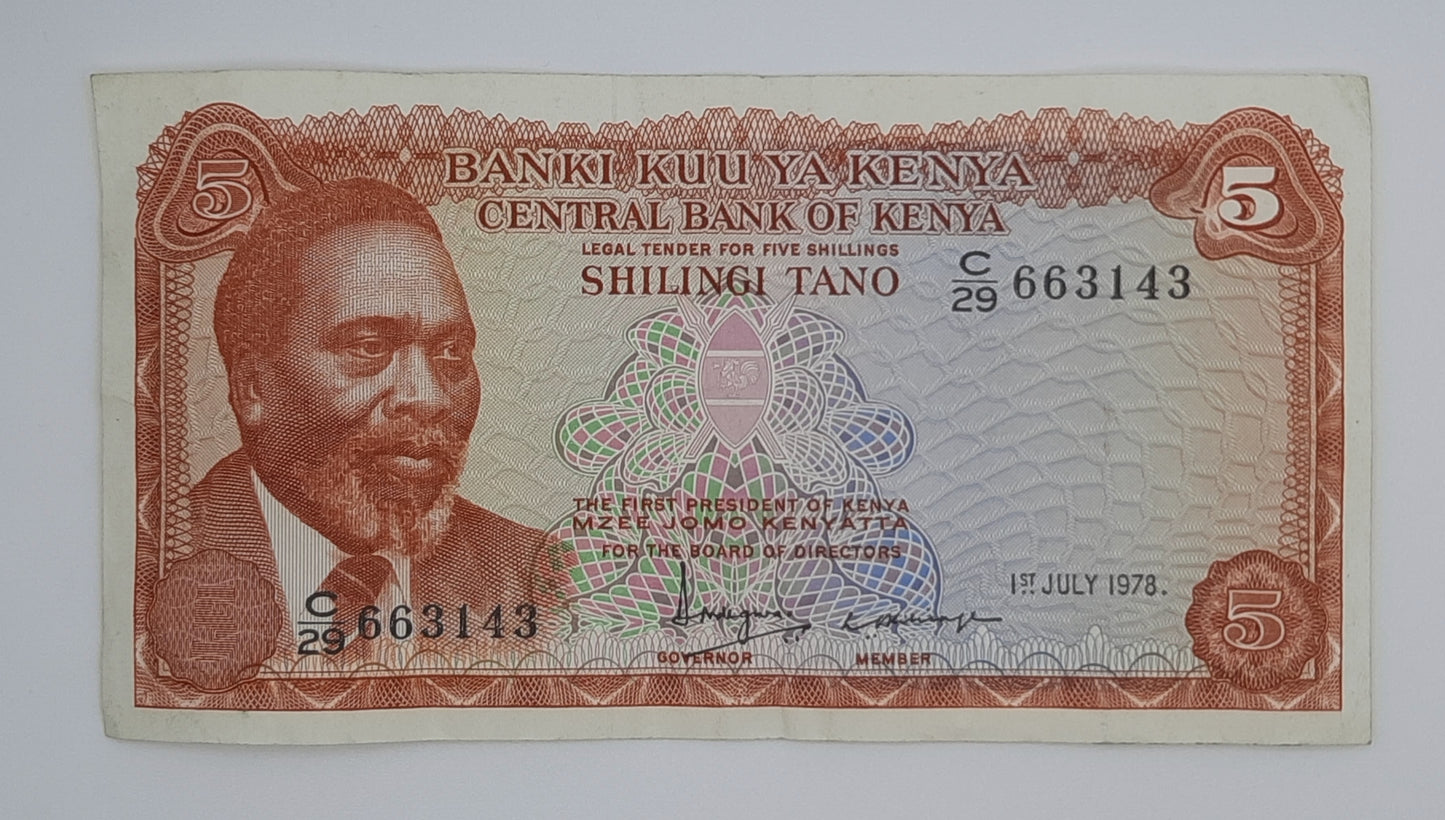 5
5
BANKI KUU YA KENYA
CENTRAL BANK OF KENYA
LEGAL TENDER FOR FIVE SHILLINGS
SHILINGI TANO
C/29 663143
THE FIRST PRESIDENT OF KENYA
MZEE JOMO KENYATTA
FOR THE BOARD OF DIRECTORS
1ST JULY 1978.
C/29 663143
GOVERNOR
MEMBER
5